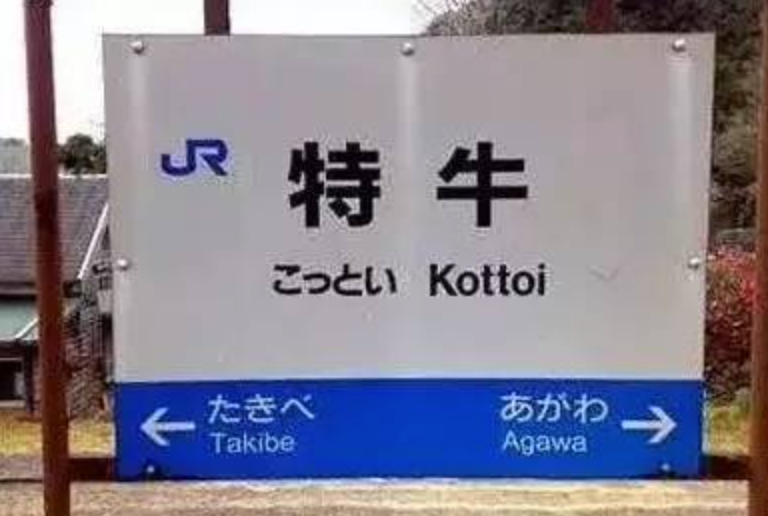 JR 特牛
こっとい Kottoi
← たきべ あがわ →
Takibe Agawa